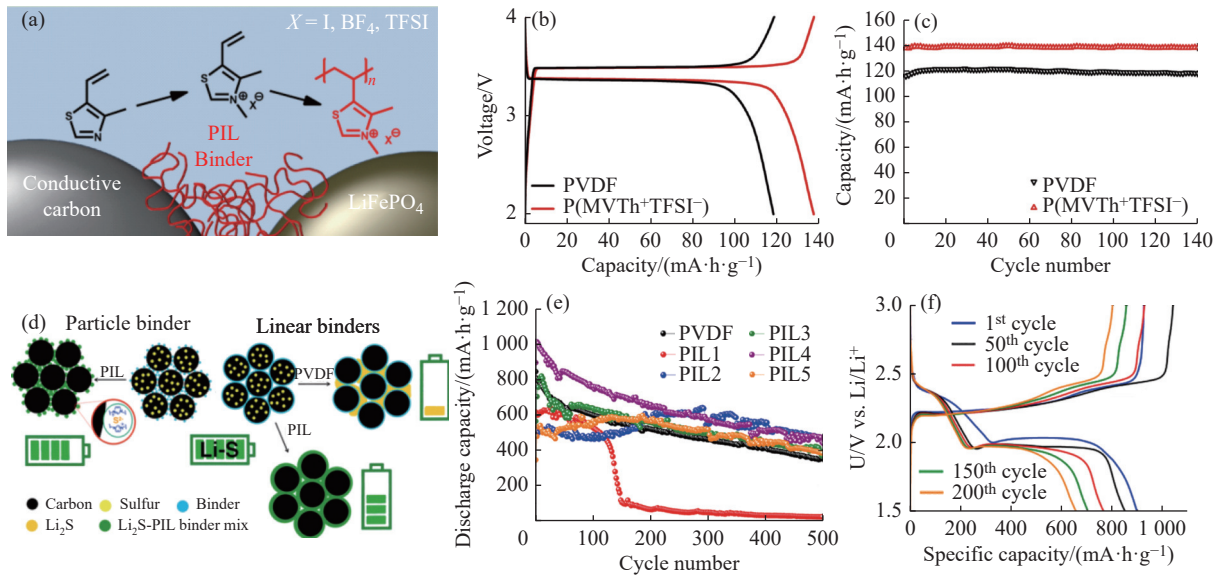 (a)
X = I, BF₄, TFSI
S
N
S
N⊕
X⊖
n
S
N⊕
X⊖
PIL
Binder
Conductive
carbon
LiFePO₄
(b)
4
3
2
Voltage/V
PVDF
P(MVTh⁺TFSI⁻)
0 20 40 60 80 100 120 140
Capacity/(mA·h·g⁻¹)
(c)
160
140
120
100
80
60
40
20
0
Capacity/(mA·h·g⁻¹)
PVDF
P(MVTh⁺TFSI⁻)
0 20 40 60 80 100 120 140
Cycle number
(d)
Particle binder
Linear binders
PIL
PVDF
PIL
Li-S
Carbon
Sulfur
Binder
Li₂S
Li₂S-PIL binder mix
(e)
1 200
1 000
800
600
400
200
0
Discharge capacity/(mA·h·g⁻¹)
PVDF
PIL1
PIL2
PIL3
PIL4
PIL5
0 100 200 300 400 500
Cycle number
(f)
3.0
2.5
2.0
1.5
U/V vs. Li/Li⁺
1ˢᵗ cycle
50ᵗʰ cycle
100ᵗʰ cycle
150ᵗʰ cycle
200ᵗʰ cycle
0 200 400 600 800 1 000
Specific capacity/(mA·h·g⁻¹)